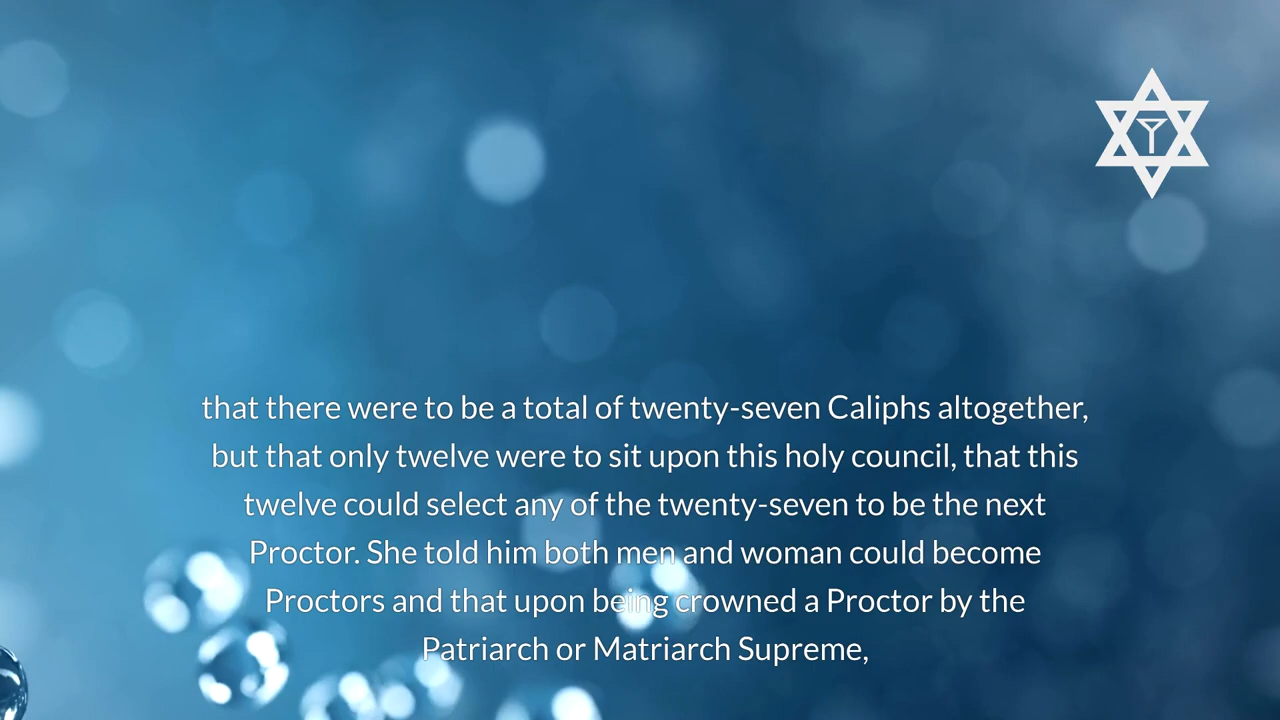 that there were to be a total of twenty-seven Caliphs altogether,
but that only twelve were to sit upon this holy council, that this
twelve could select any of the twenty-seven to be the next
Proctor. She told him both men and woman could become
Proctors and that upon being crowned a Proctor by the
Patriarch or Matriarch Supreme,